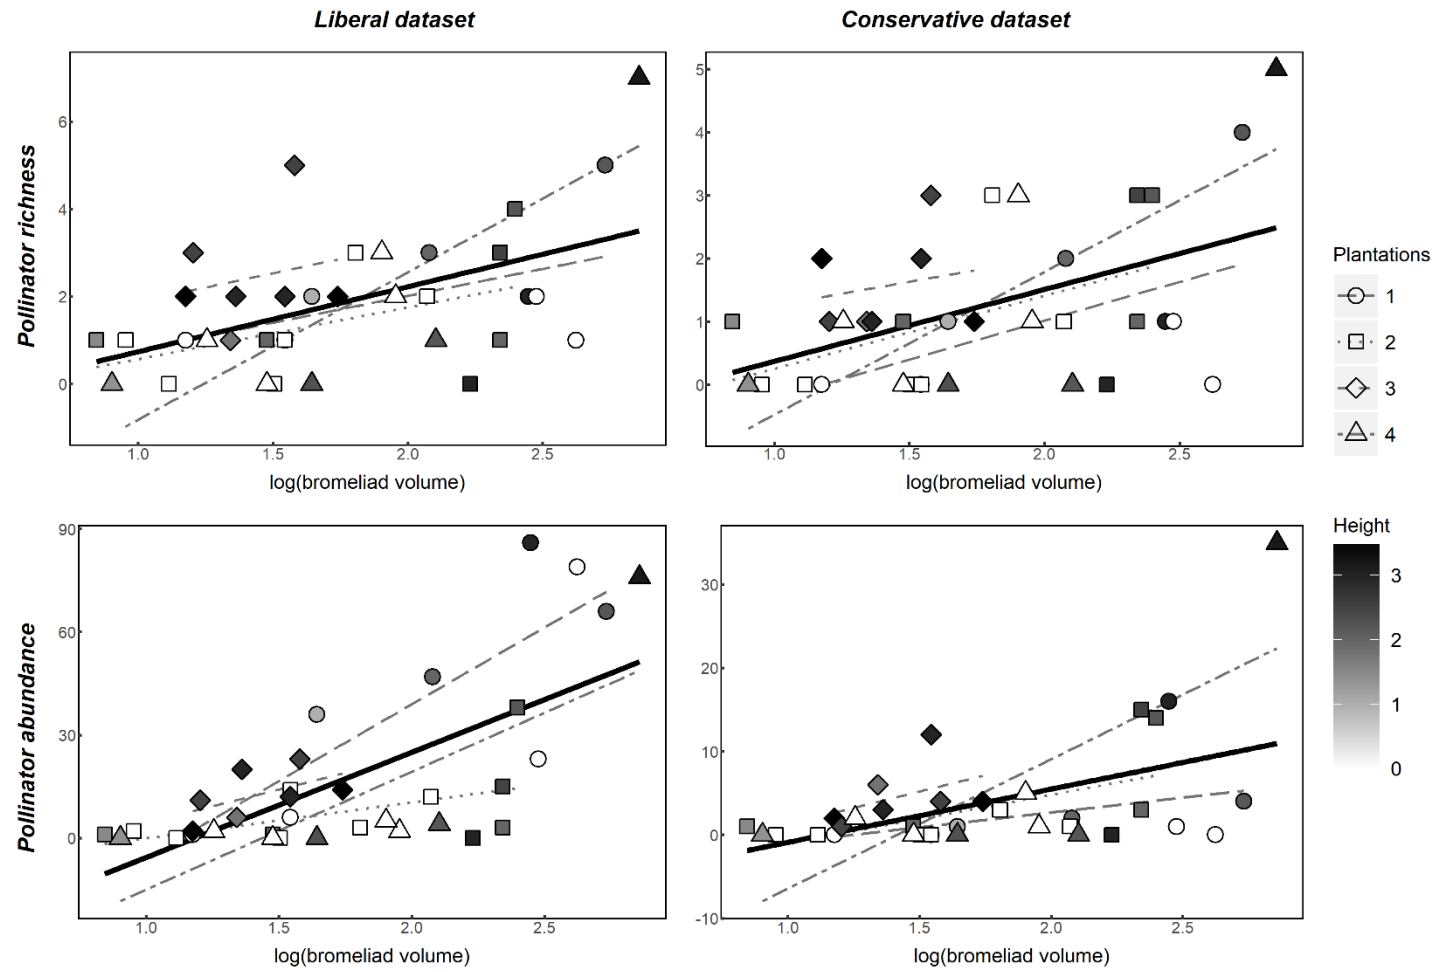 Liberal dataset
Conservative dataset
Pollinator richness
6
4
2
0
1.0 1.5 2.0 2.5
log(bromeliad volume)
5
4
3
2
1
0
1.0 1.5 2.0 2.5
log(bromeliad volume)
Plantations
1
2
3
4
Pollinator abundance
90
60
30
0
1.0 1.5 2.0 2.5
log(bromeliad volume)
30
20
10
0
-10
1.0 1.5 2.0 2.5
log(bromeliad volume)
Height
3
2
1
0